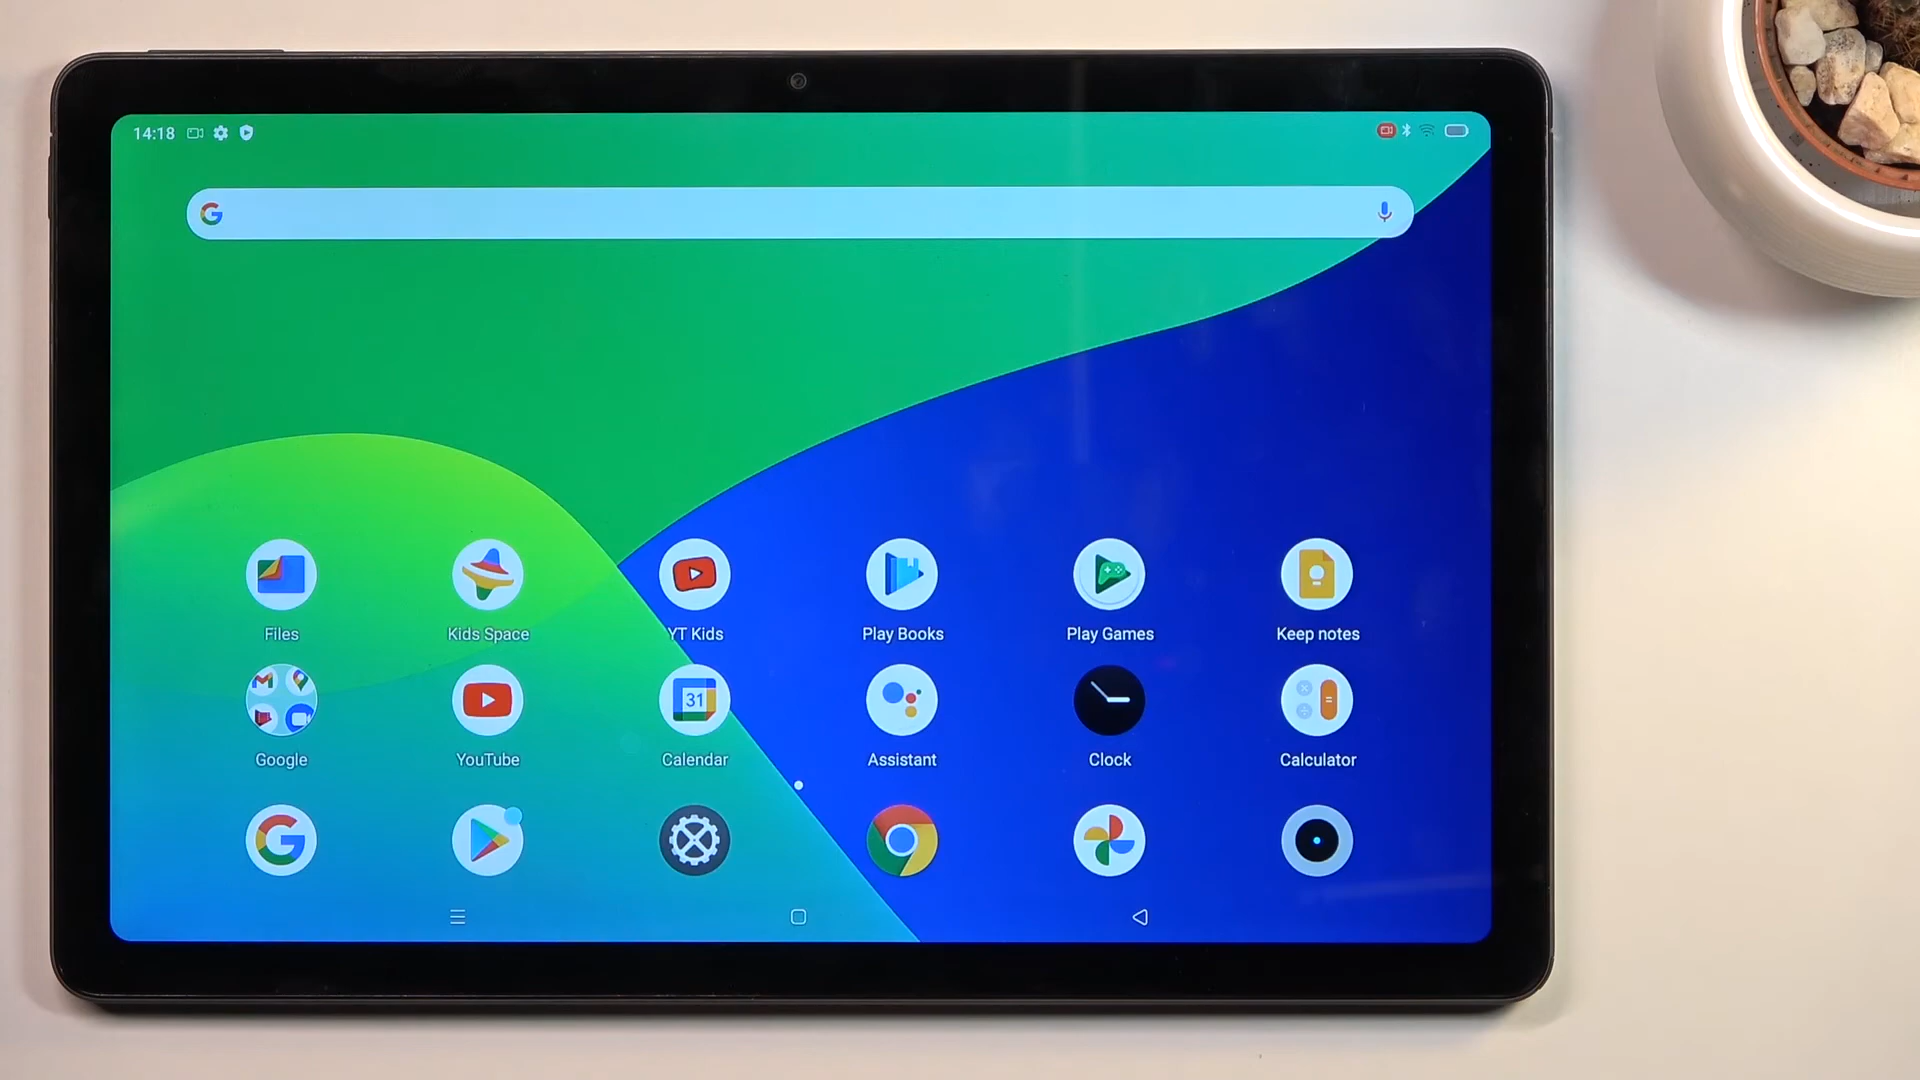 14:18
Files
Kids Space
YT Kids
Play Books
Play Games
Keep notes
Google
YouTube
31
Calendar
Assistant
Clock
Calculator